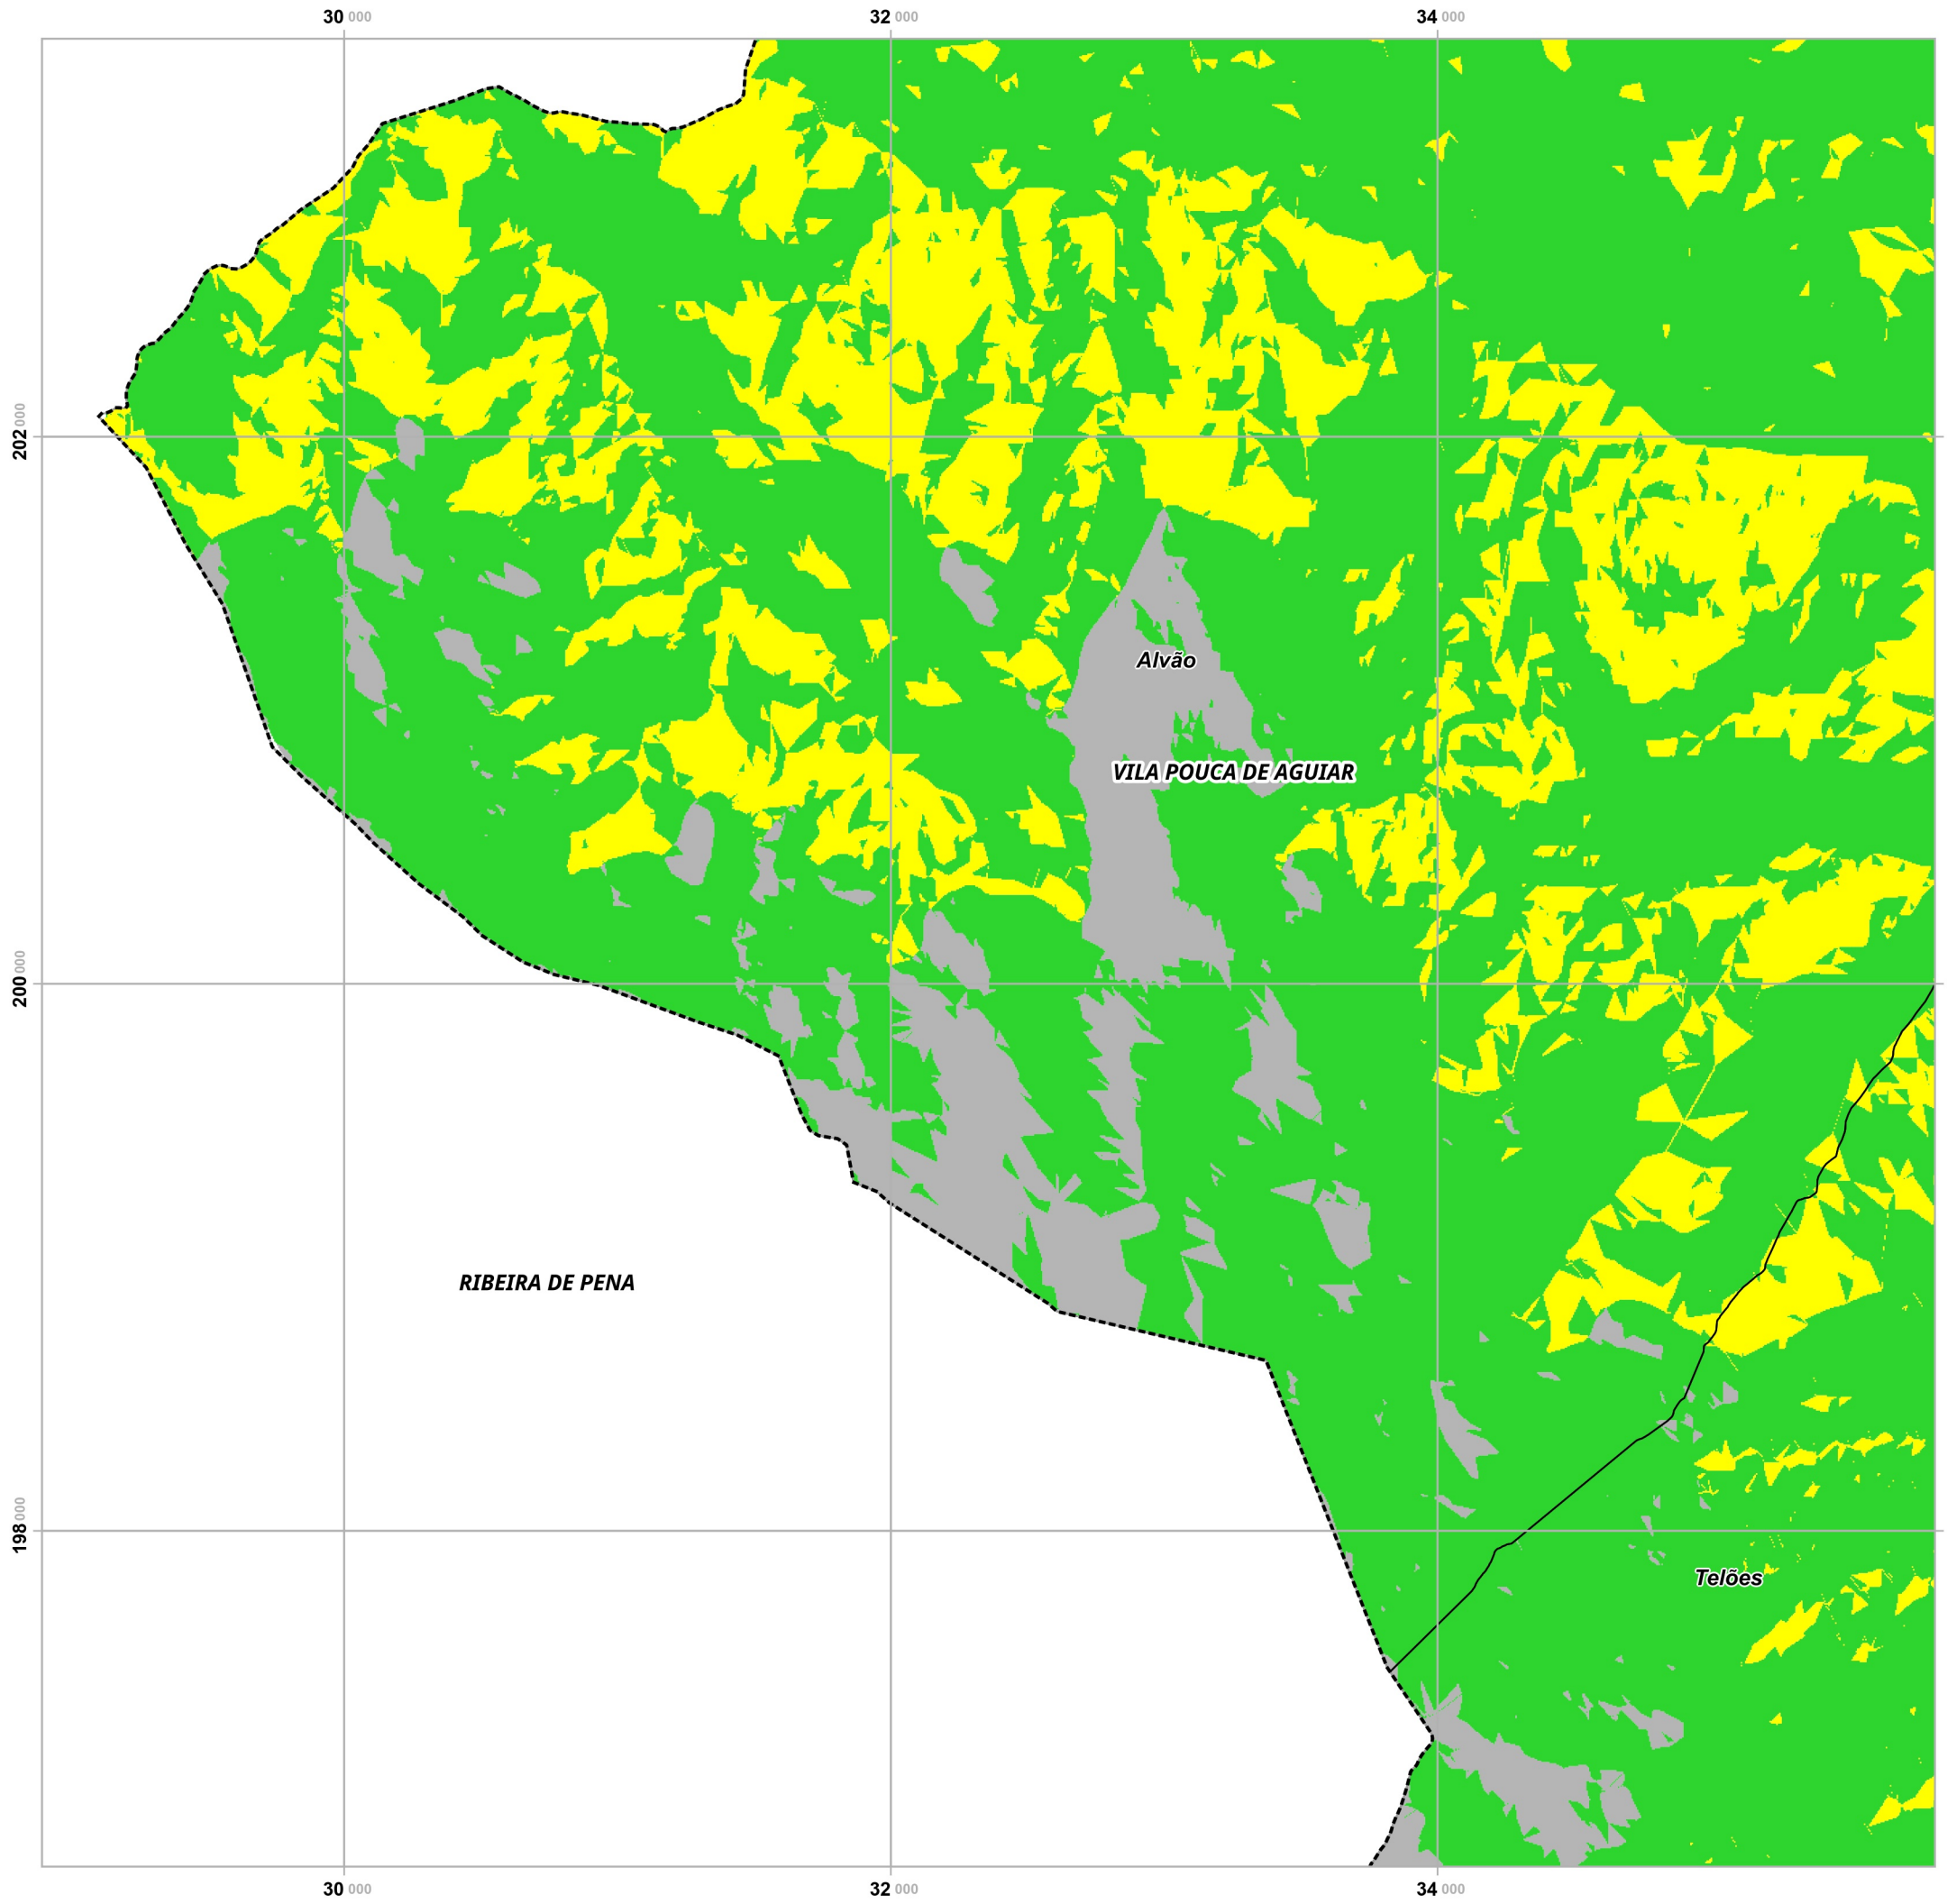 30 000 32 000 34 000
202 000
Alvão
VILA POUCA DE AGUIAR
200 000
RIBEIRA DE PENA
198 000
Telões
30 000 32 000 34 000